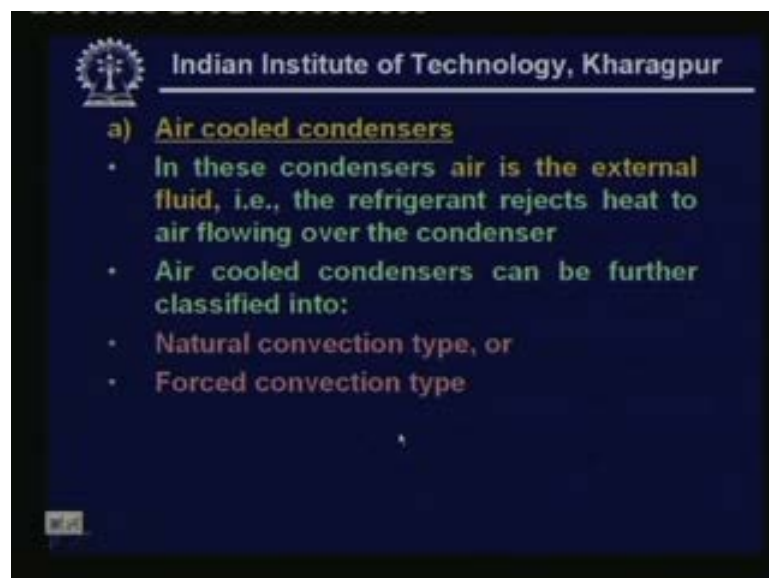 Indian Institute of Technology, Kharagpur
a) Air cooled condensers
• In these condensers air is the external
fluid, i.e., the refrigerant rejects heat to
air flowing over the condenser
• Air cooled condensers can be further
classified into:
• Natural convection type, or
• Forced convection type